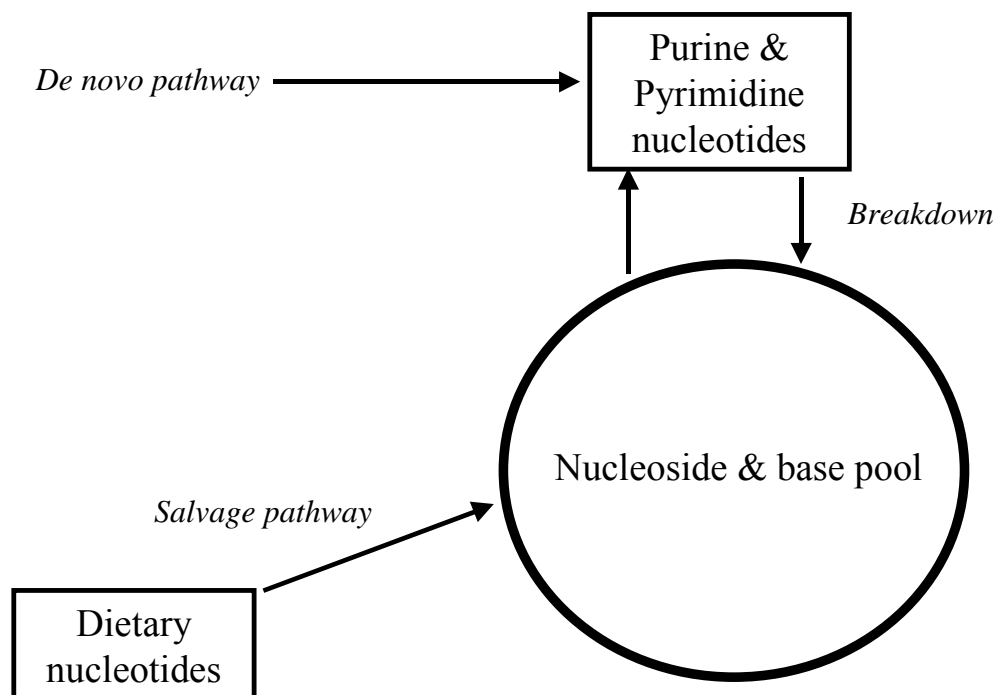 De novo pathway
Purine &
Pyrimidine
nucleotides
Breakdown
Nucleoside & base pool
Salvage pathway
Dietary
nucleotides